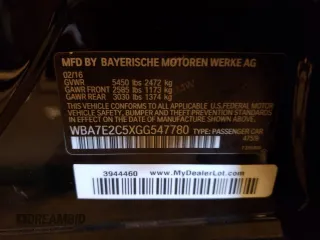 MFD BY BAYERISCHE MOTOREN WERKE AG
02/16
GVWR 5450 lbs 2472 kg
GAWR FRONT 2585 lbs 1173 kg
GAWR REAR 3030 lbs 1374 kg
THIS VEHICLE CONFORMS TO ALL APPLICABLE U.S. FEDERAL MOTOR
VEHICLE SAFETY, BUMPER AND THEFT PREVENTION STANDARDS
IN EFFECT ON THE DATE OF MANUFACTURE SHOWN ABOVE.
WBA7E2C5XGG547780 TYPE: PASSENGER CAR
3944460 www.MyDealerLot.com